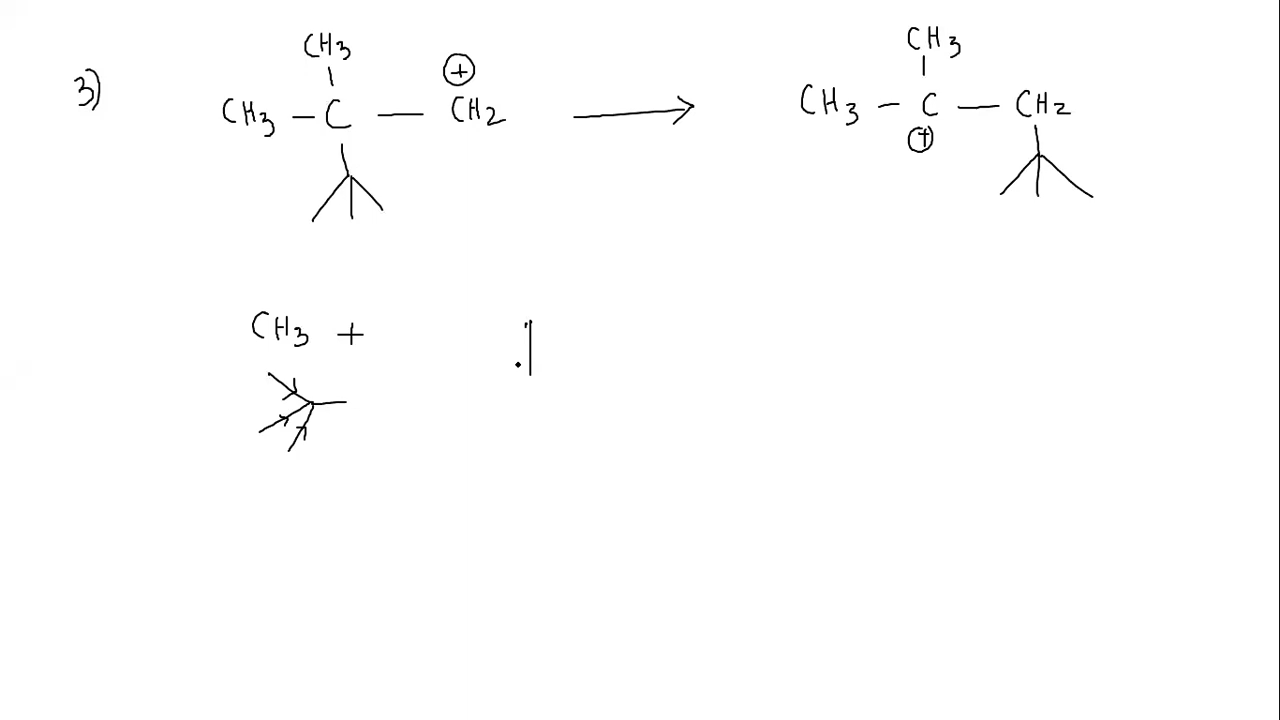 3)
CH3 CH3
CH3 - C - CH2 ⊕ → CH3 - C - CH2
⊕
CH3 +